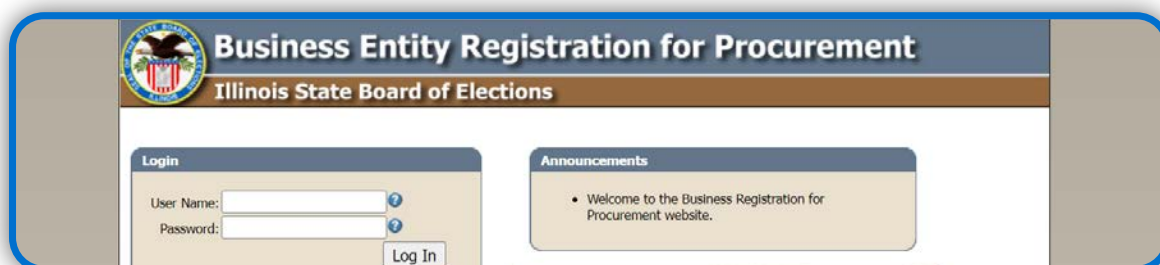 Business Entity Registration for Procurement
Illinois State Board of Elections
Login
User Name:
Password:
Log In
Announcements
• Welcome to the Business Registration for
Procurement website.